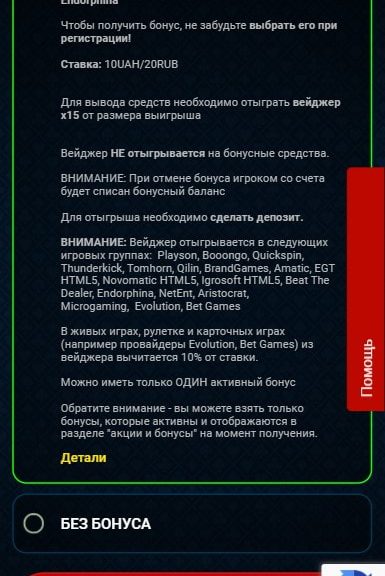 Endorphina
Чтобы получить бонус, не забудьте выбрать его при
регистрации!
Ставка: 10UAH/20RUB
Для вывода средств необходимо отыграть вейджер
x15 от размера выигрыша
Вейджер НЕ отыгрывается на бонусные средства.
ВНИМАНИЕ: При отмене бонуса игроком со счета
будет списан бонусный баланс
Для отыгрыша необходимо сделать депозит.
ВНИМАНИЕ: Вейджер отыгрывается в следующих
игровых группах: Playson, Booongo, Quickspin,
Thunderkick, Tomhorn, Qilin, BrandGames, Amatic, EGT
HTML5, Novomatic HTML5, Igrosoft HTML5, Beat The
Dealer, Endorphina, NetEnt, Aristocrat,
Microgaming, Evolution, Bet Games
В живых играх, рулетке и карточных играх
(например провайдеры Evolution, Bet Games) из
вейджера вычитается 10% от ставки.
Можно иметь только ОДИН активный бонус
Обратите внимание - вы можете взять только
бонусы, которые активны и отображаются в
разделе "акции и бонусы" на момент получения.
Детали
БЕЗ БОНУСА
Помощь